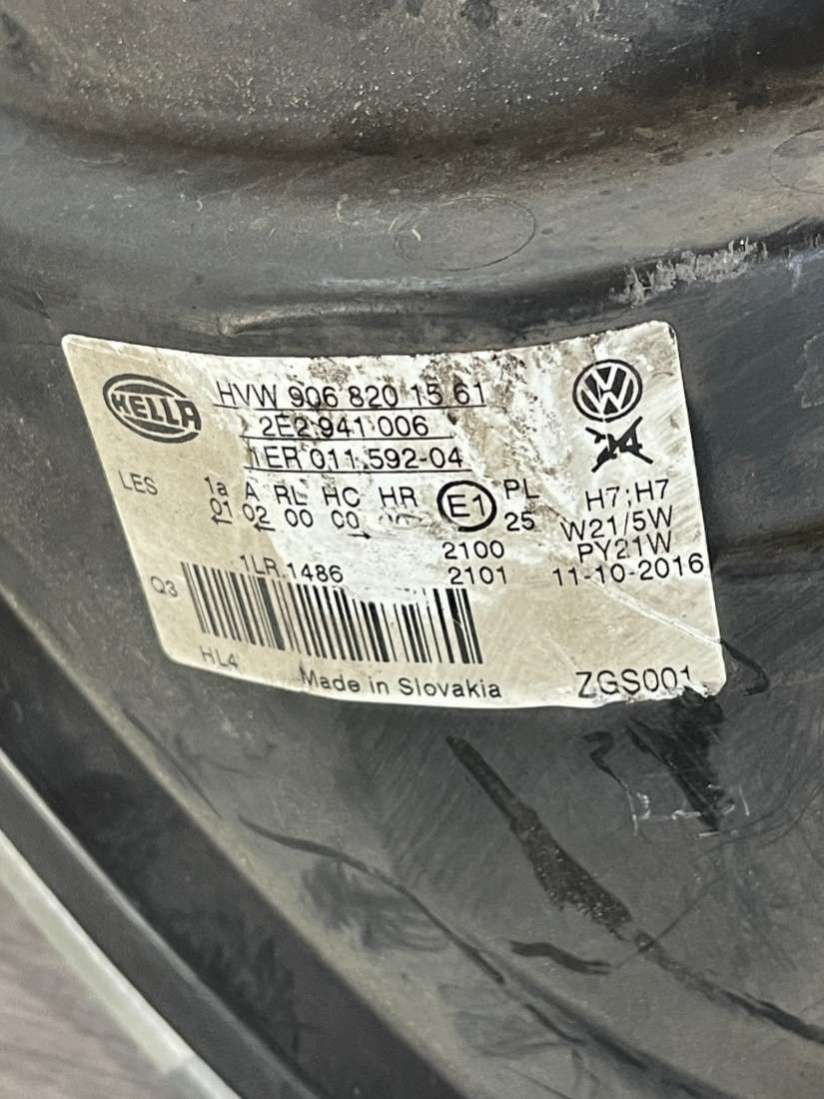 HELLA
HVW 906 820 15 61
2E2 941 006
1ER 011 592-04
LES
1a A RL HC HR E1 PL
01 02 00 00 25
H7;H7
W21/5W
PY21W
2100
2101
11-10-2016
Q3
1LR.1486
HL4
Made in Slovakia
ZGS001